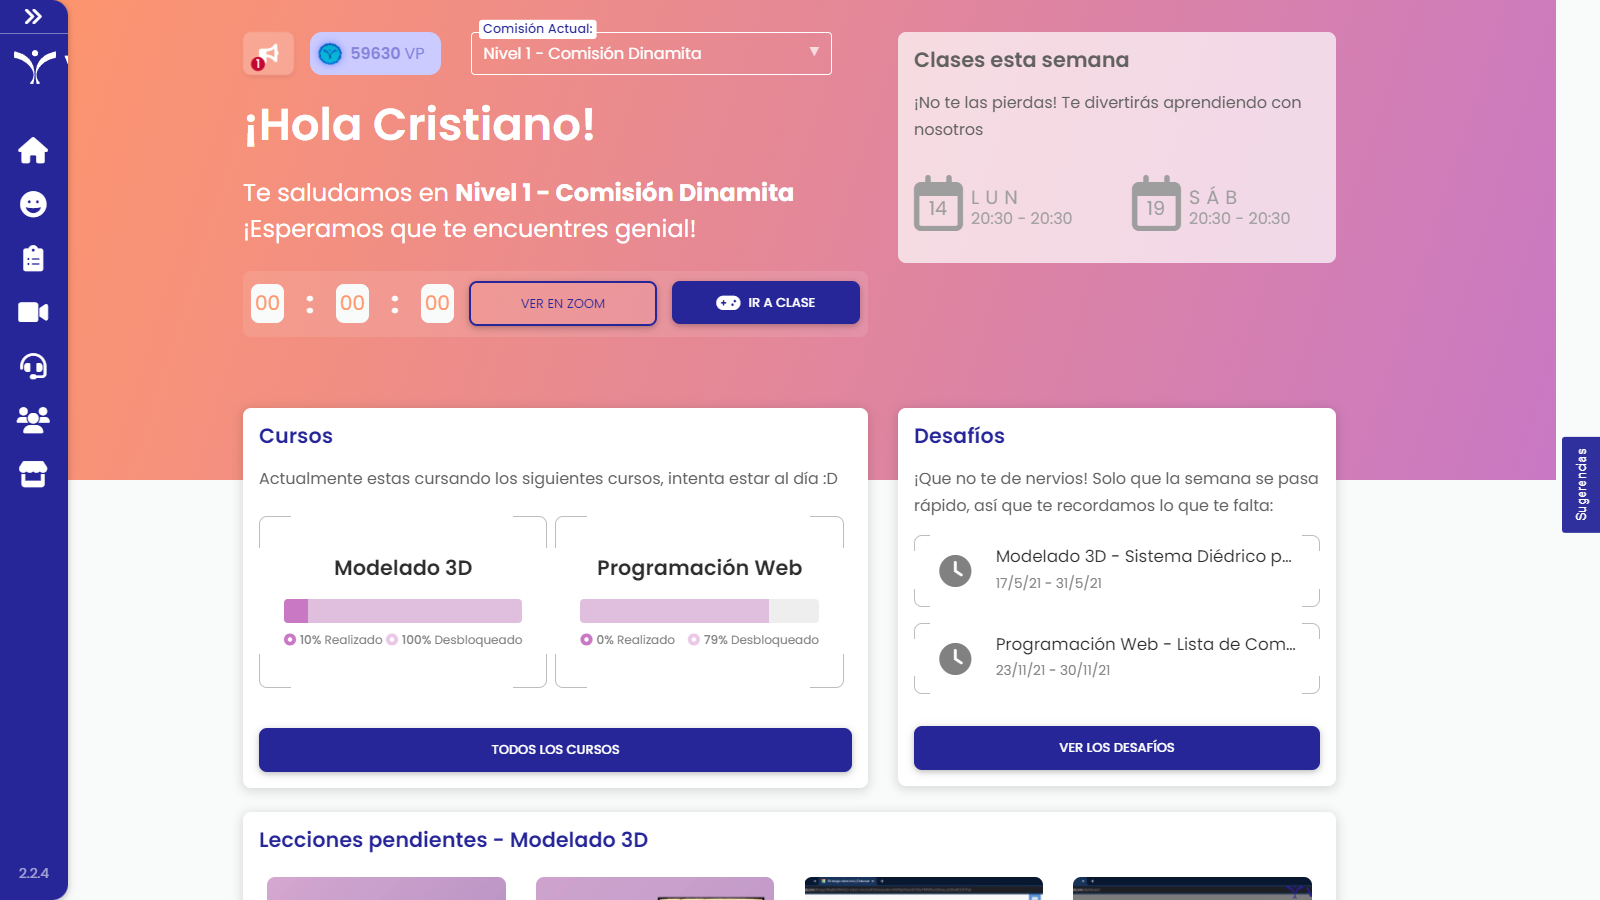 1
59630 VP
Comisión Actual:
Nivel 1 - Comisión Dinamita
¡Hola Cristiano!
Te saludamos en Nivel 1 - Comisión Dinamita
¡Esperamos que te encuentres genial!
00 : 00 : 00
VER EN ZOOM
IR A CLASE
Clases esta semana
¡No te las pierdas! Te divertirás aprendiendo con
nosotros
14
LUN
20:30 - 20:30
19
SÁB
20:30 - 20:30
Cursos
Actualmente estas cursando los siguientes cursos, intenta estar al día :D
Modelado 3D
10% Realizado 100% Desbloqueado
Programación Web
0% Realizado 79% Desbloqueado
TODOS LOS CURSOS
Desafíos
¡Que no te de nervios! Solo que la semana se pasa
rápido, así que te recordamos lo que te falta:
Modelado 3D - Sistema Diédrico p...
17/5/21 - 31/5/21
Programación Web - Lista de Com...
23/11/21 - 30/11/21
VER LOS DESAFÍOS
Sugerencias
Lecciones pendientes - Modelado 3D
2.2.4